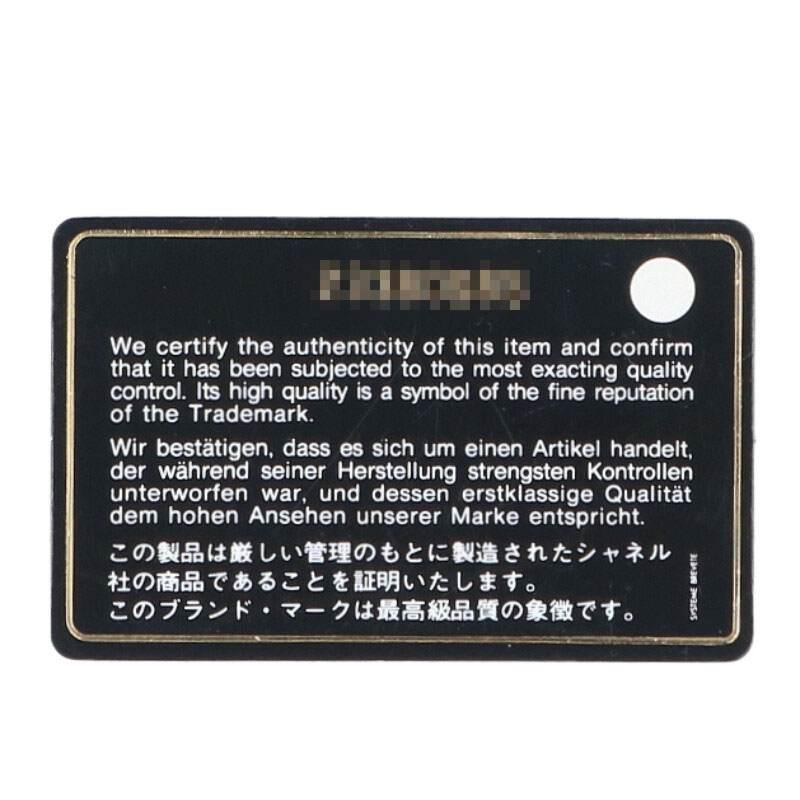 We certify the authenticity of this item and confirm
that it has been subjected to the most exacting quality
control. Its high quality is a symbol of the fine reputation
of the Trademark.
Wir bestätigen, dass es sich um einen Artikel handelt,
der während seiner Herstellung strengsten Kontrollen
unterworfen war, und dessen erstklassige Qualität
dem hohen Ansehen unserer Marke entspricht.
この製品は厳しい管理のもとに製造されたシャネル
社の商品であることを証明いたします。
このブランド・マークは最高級品質の象徴です。
SYSTEME BREVETE